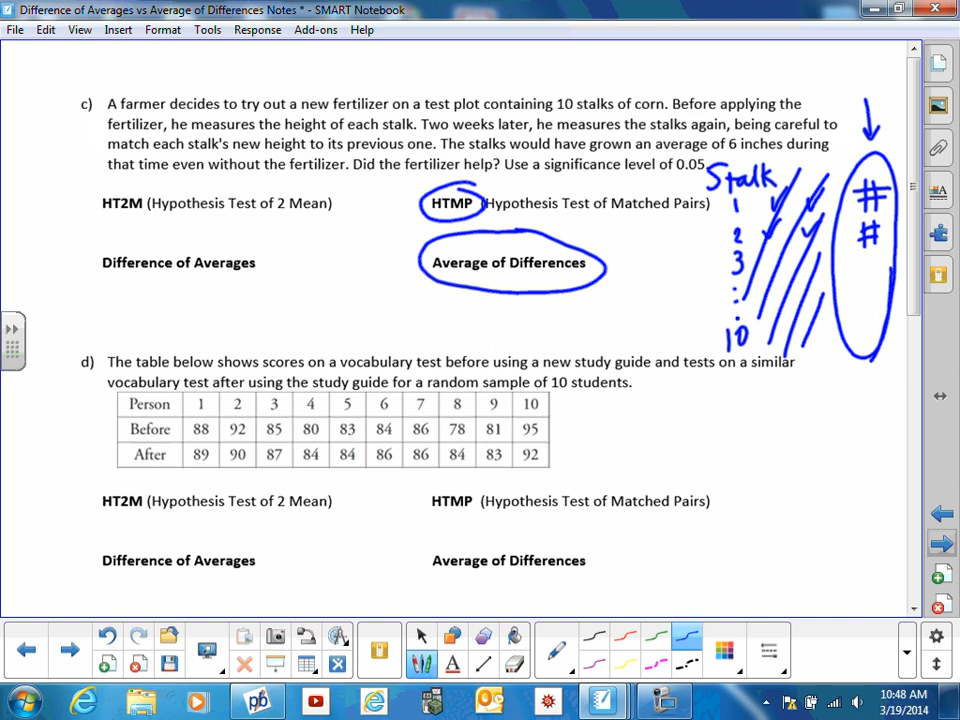 Difference of Averages vs Average of Differences Notes * - SMART Notebook
File Edit View Insert Format Tools Response Add-ons Help
c) A farmer decides to try out a new fertilizer on a test plot containing 10 stalks of corn. Before applying the
fertilizer, he measures the height of each stalk. Two weeks later, he measures the stalks again, being careful to
match each stalk's new height to its previous one. The stalks would have grown an average of 6 inches during
that time even without the fertilizer. Did the fertilizer help? Use a significance level of 0.05.
Stalk
HT2M (Hypothesis Test of 2 Mean) HTMP (Hypothesis Test of Matched Pairs) 1 #
2 #
Difference of Averages Average of Differences 3
:
10
d) The table below shows scores on a vocabulary test before using a new study guide and tests on a similar
vocabulary test after using the study guide for a random sample of 10 students.
Person 1 2 3 4 5 6 7 8 9 10
Before 88 92 85 80 83 84 86 78 81 95
After 89 90 87 84 84 86 86 84 83 92
HT2M (Hypothesis Test of 2 Mean) HTMP (Hypothesis Test of Matched Pairs)
Difference of Averages Average of Differences
10:48 AM
3/19/2014